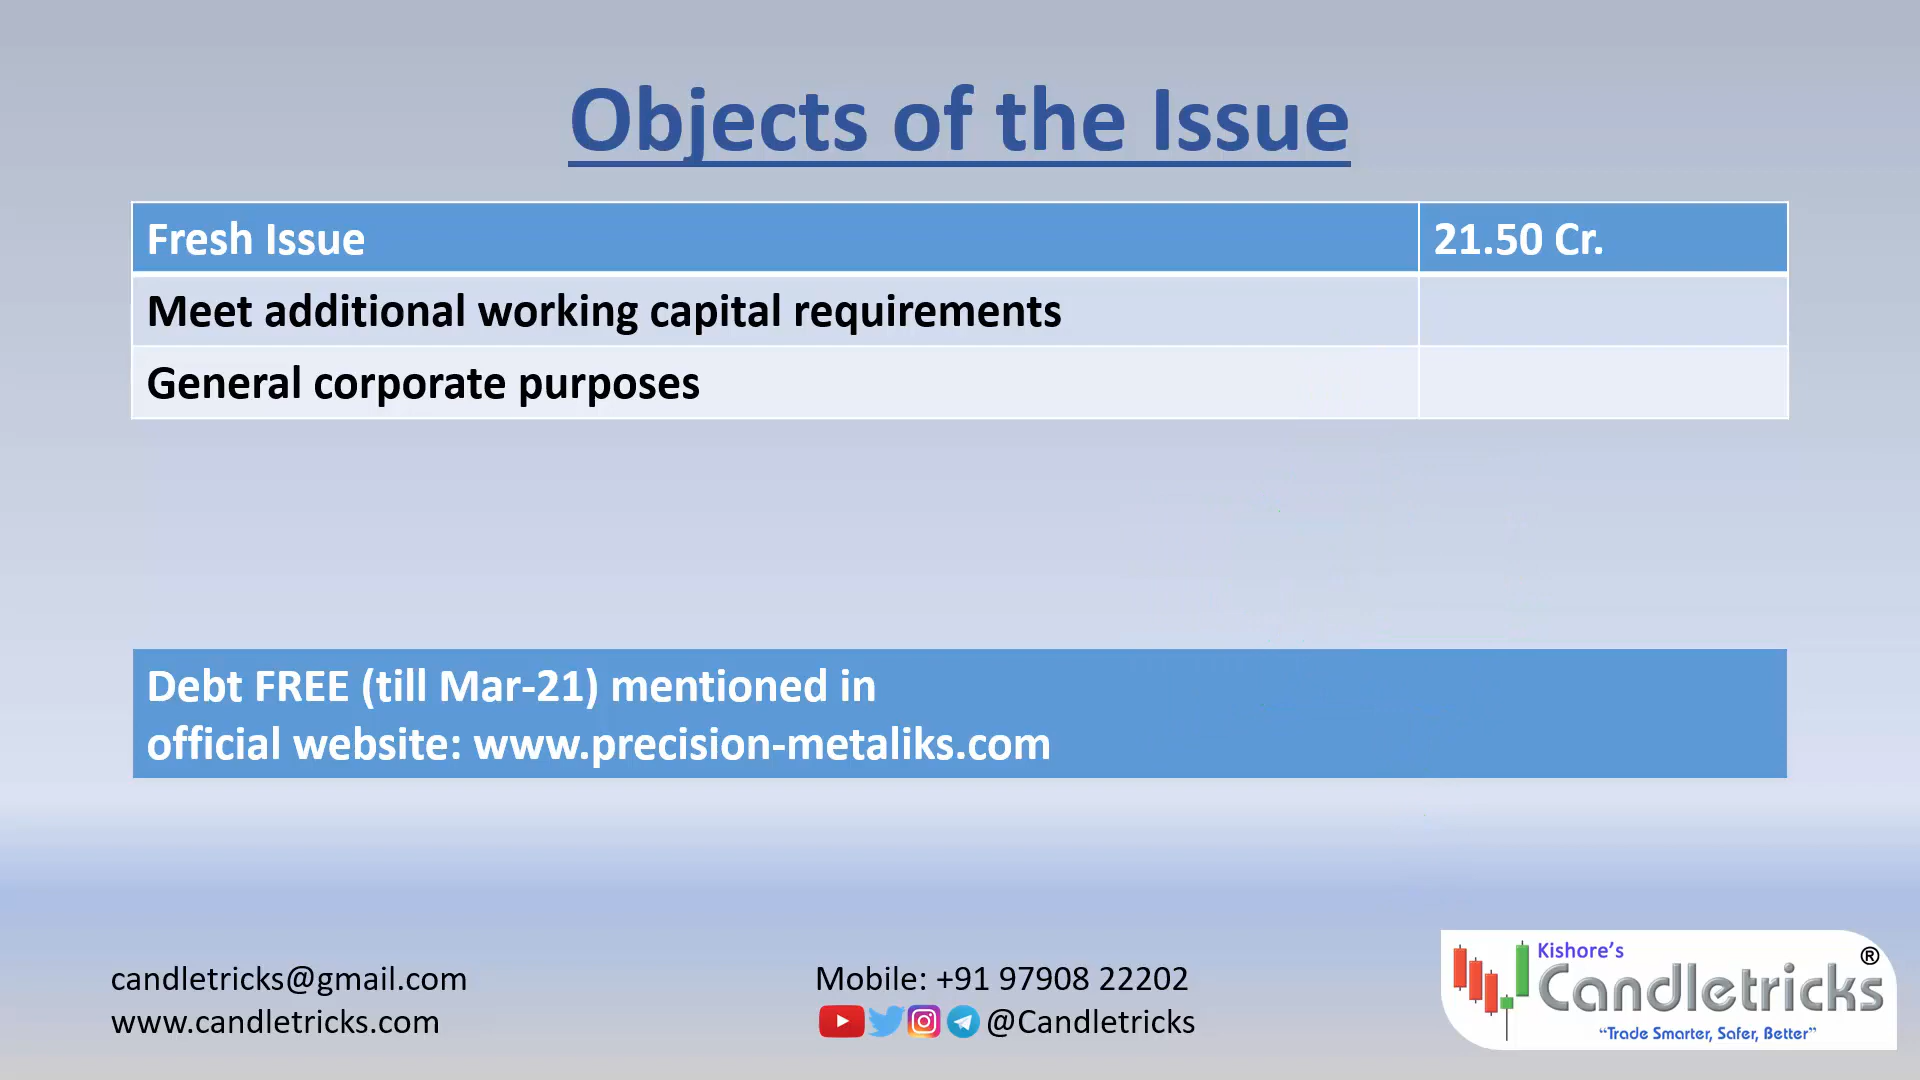 Objects of the Issue
Fresh Issue 21.50 Cr.
Meet additional working capital requirements
General corporate purposes
Debt FREE (till Mar-21) mentioned in
official website: www.precision-metaliks.com
candletricks@gmail.com
www.candletricks.com
Mobile: +91 97908 22202
@Candletricks
Kishore's
Candletricks®
“Trade Smarter, Safer, Better”